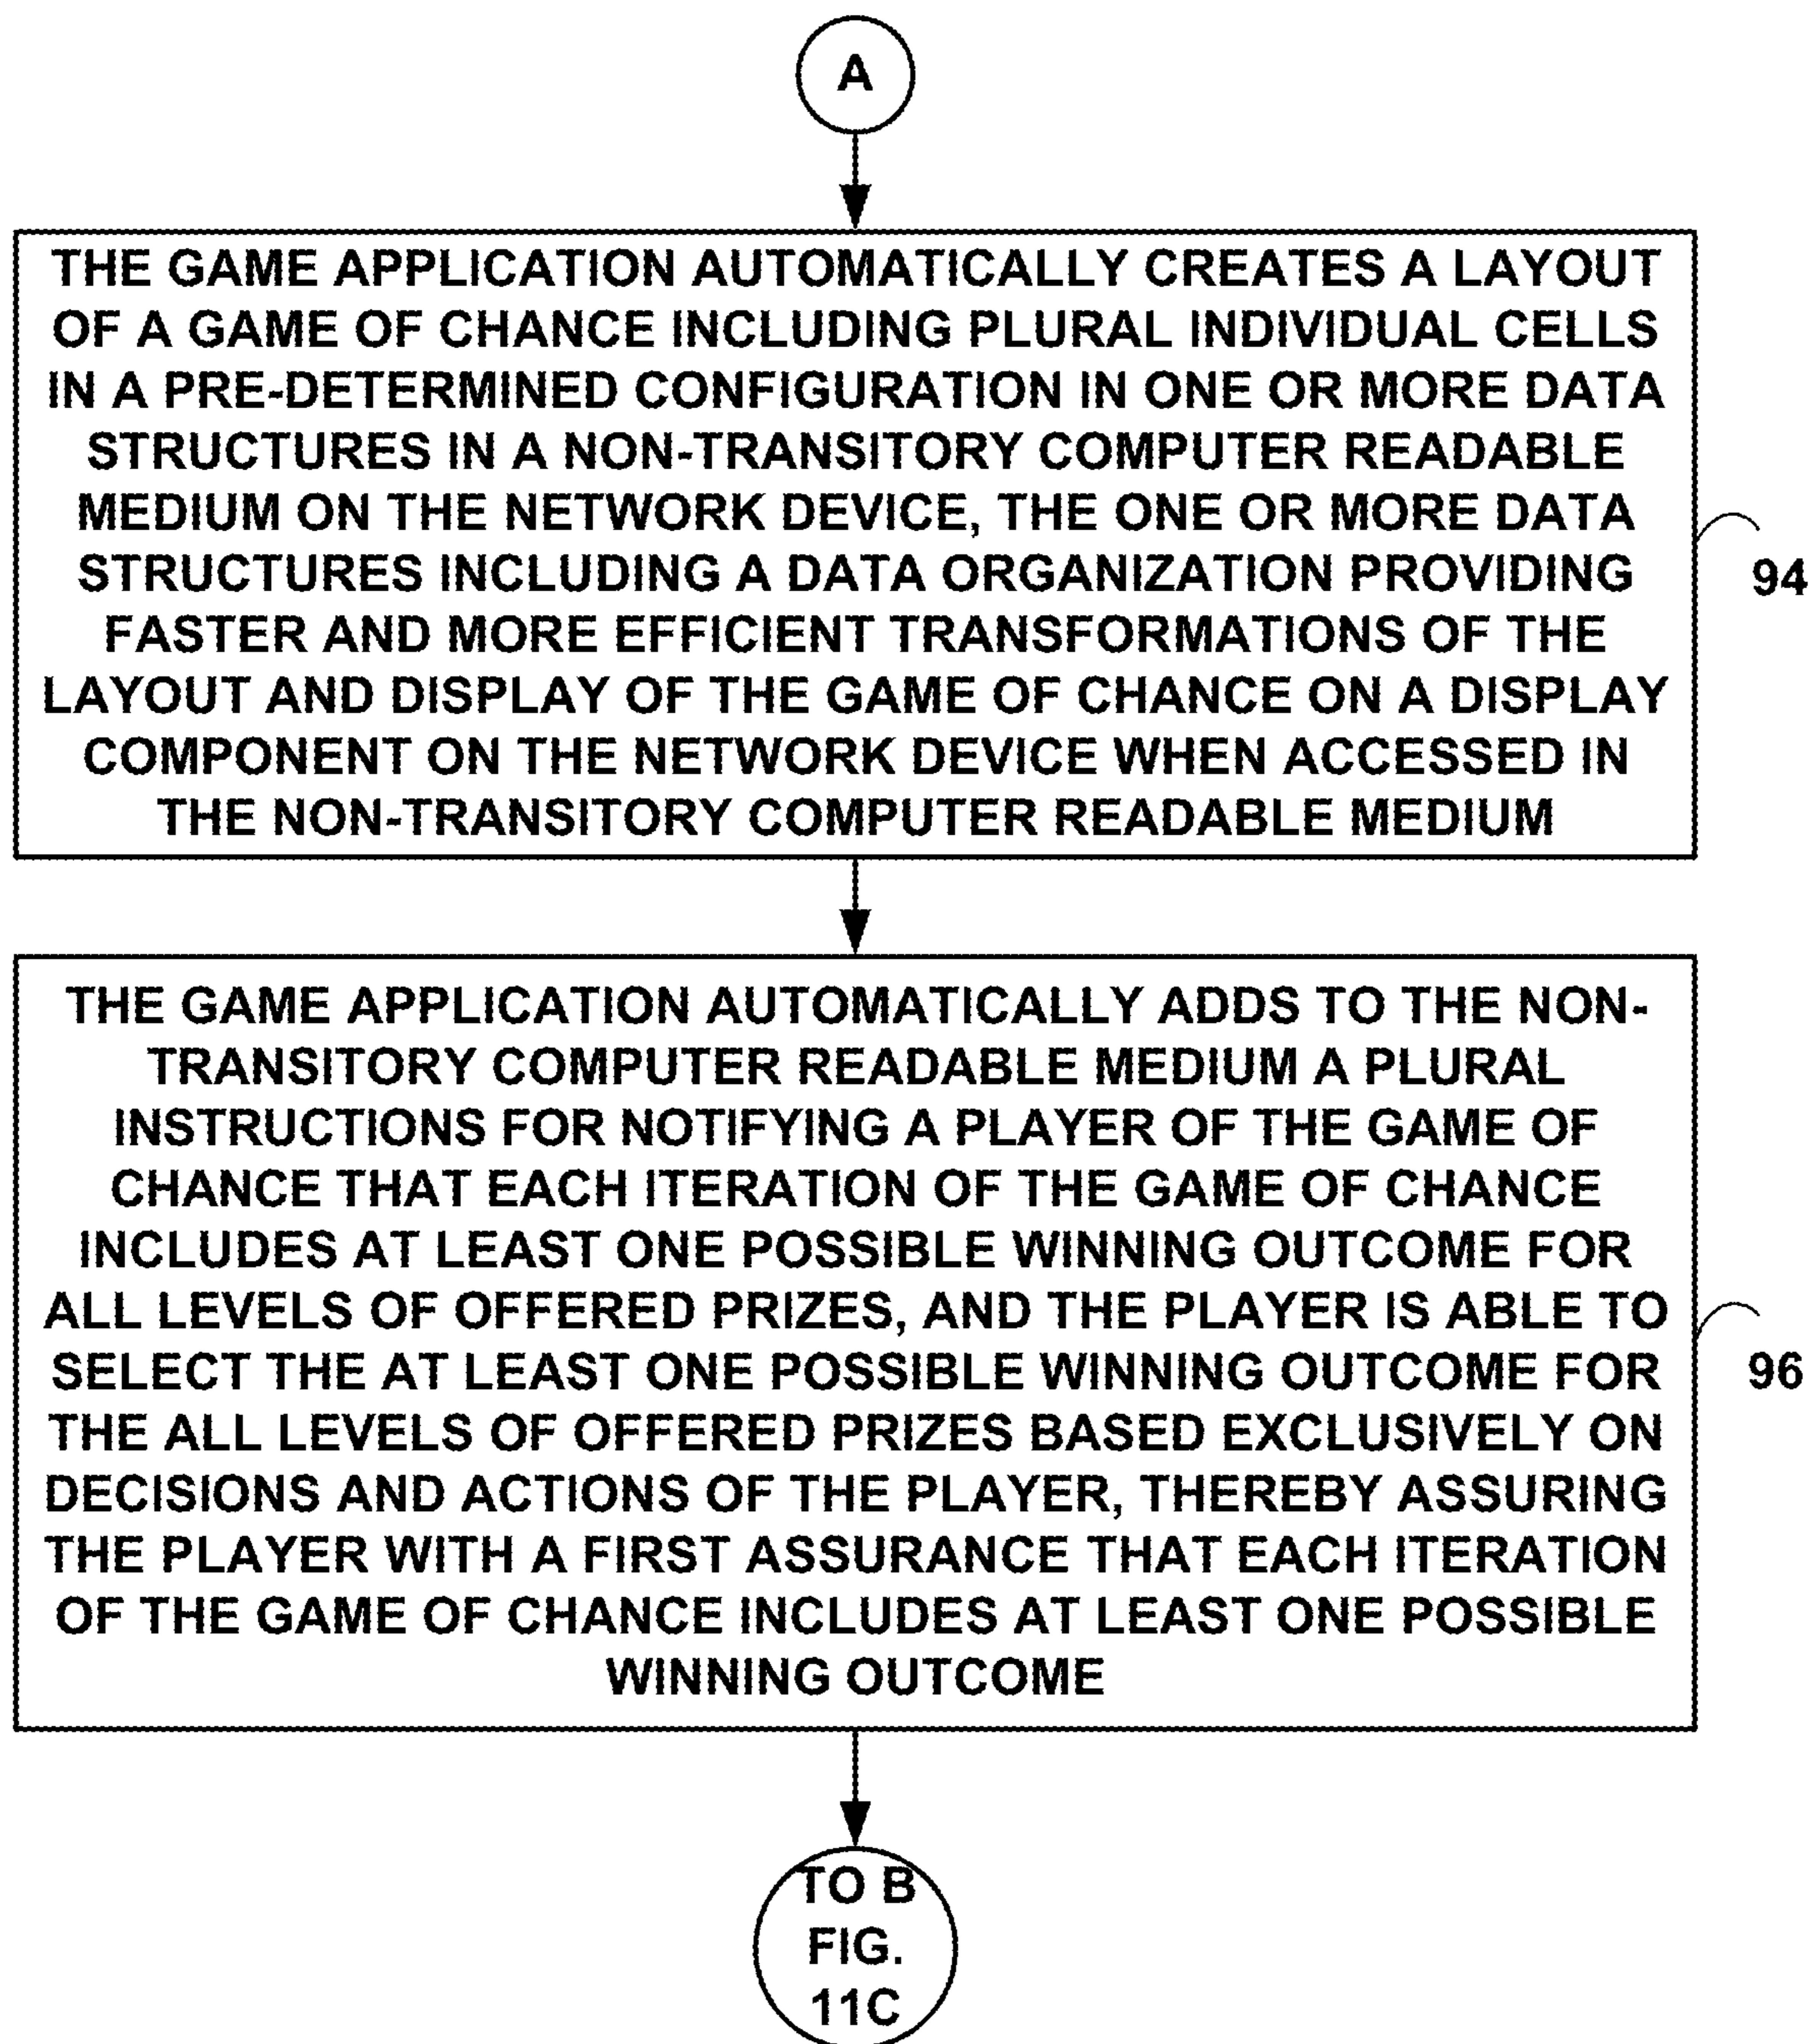 A
THE GAME APPLICATION AUTOMATICALLY CREATES A LAYOUT
OF A GAME OF CHANCE INCLUDING PLURAL INDIVIDUAL CELLS
IN A PRE-DETERMINED CONFIGURATION IN ONE OR MORE DATA
STRUCTURES IN A NON-TRANSITORY COMPUTER READABLE
MEDIUM ON THE NETWORK DEVICE, THE ONE OR MORE DATA
STRUCTURES INCLUDING A DATA ORGANIZATION PROVIDING
FASTER AND MORE EFFICIENT TRANSFORMATIONS OF THE
LAYOUT AND DISPLAY OF THE GAME OF CHANCE ON A DISPLAY
COMPONENT ON THE NETWORK DEVICE WHEN ACCESSED IN
THE NON-TRANSITORY COMPUTER READABLE MEDIUM
94
THE GAME APPLICATION AUTOMATICALLY ADDS TO THE NON-
TRANSITORY COMPUTER READABLE MEDIUM A PLURAL
INSTRUCTIONS FOR NOTIFYING A PLAYER OF THE GAME OF
CHANCE THAT EACH ITERATION OF THE GAME OF CHANCE
INCLUDES AT LEAST ONE POSSIBLE WINNING OUTCOME FOR
ALL LEVELS OF OFFERED PRIZES, AND THE PLAYER IS ABLE TO
SELECT THE AT LEAST ONE POSSIBLE WINNING OUTCOME FOR
THE ALL LEVELS OF OFFERED PRIZES BASED EXCLUSIVELY ON
DECISIONS AND ACTIONS OF THE PLAYER, THEREBY ASSURING
THE PLAYER WITH A FIRST ASSURANCE THAT EACH ITERATION
OF THE GAME OF CHANCE INCLUDES AT LEAST ONE POSSIBLE
WINNING OUTCOME
96
TO B
FIG.
11C